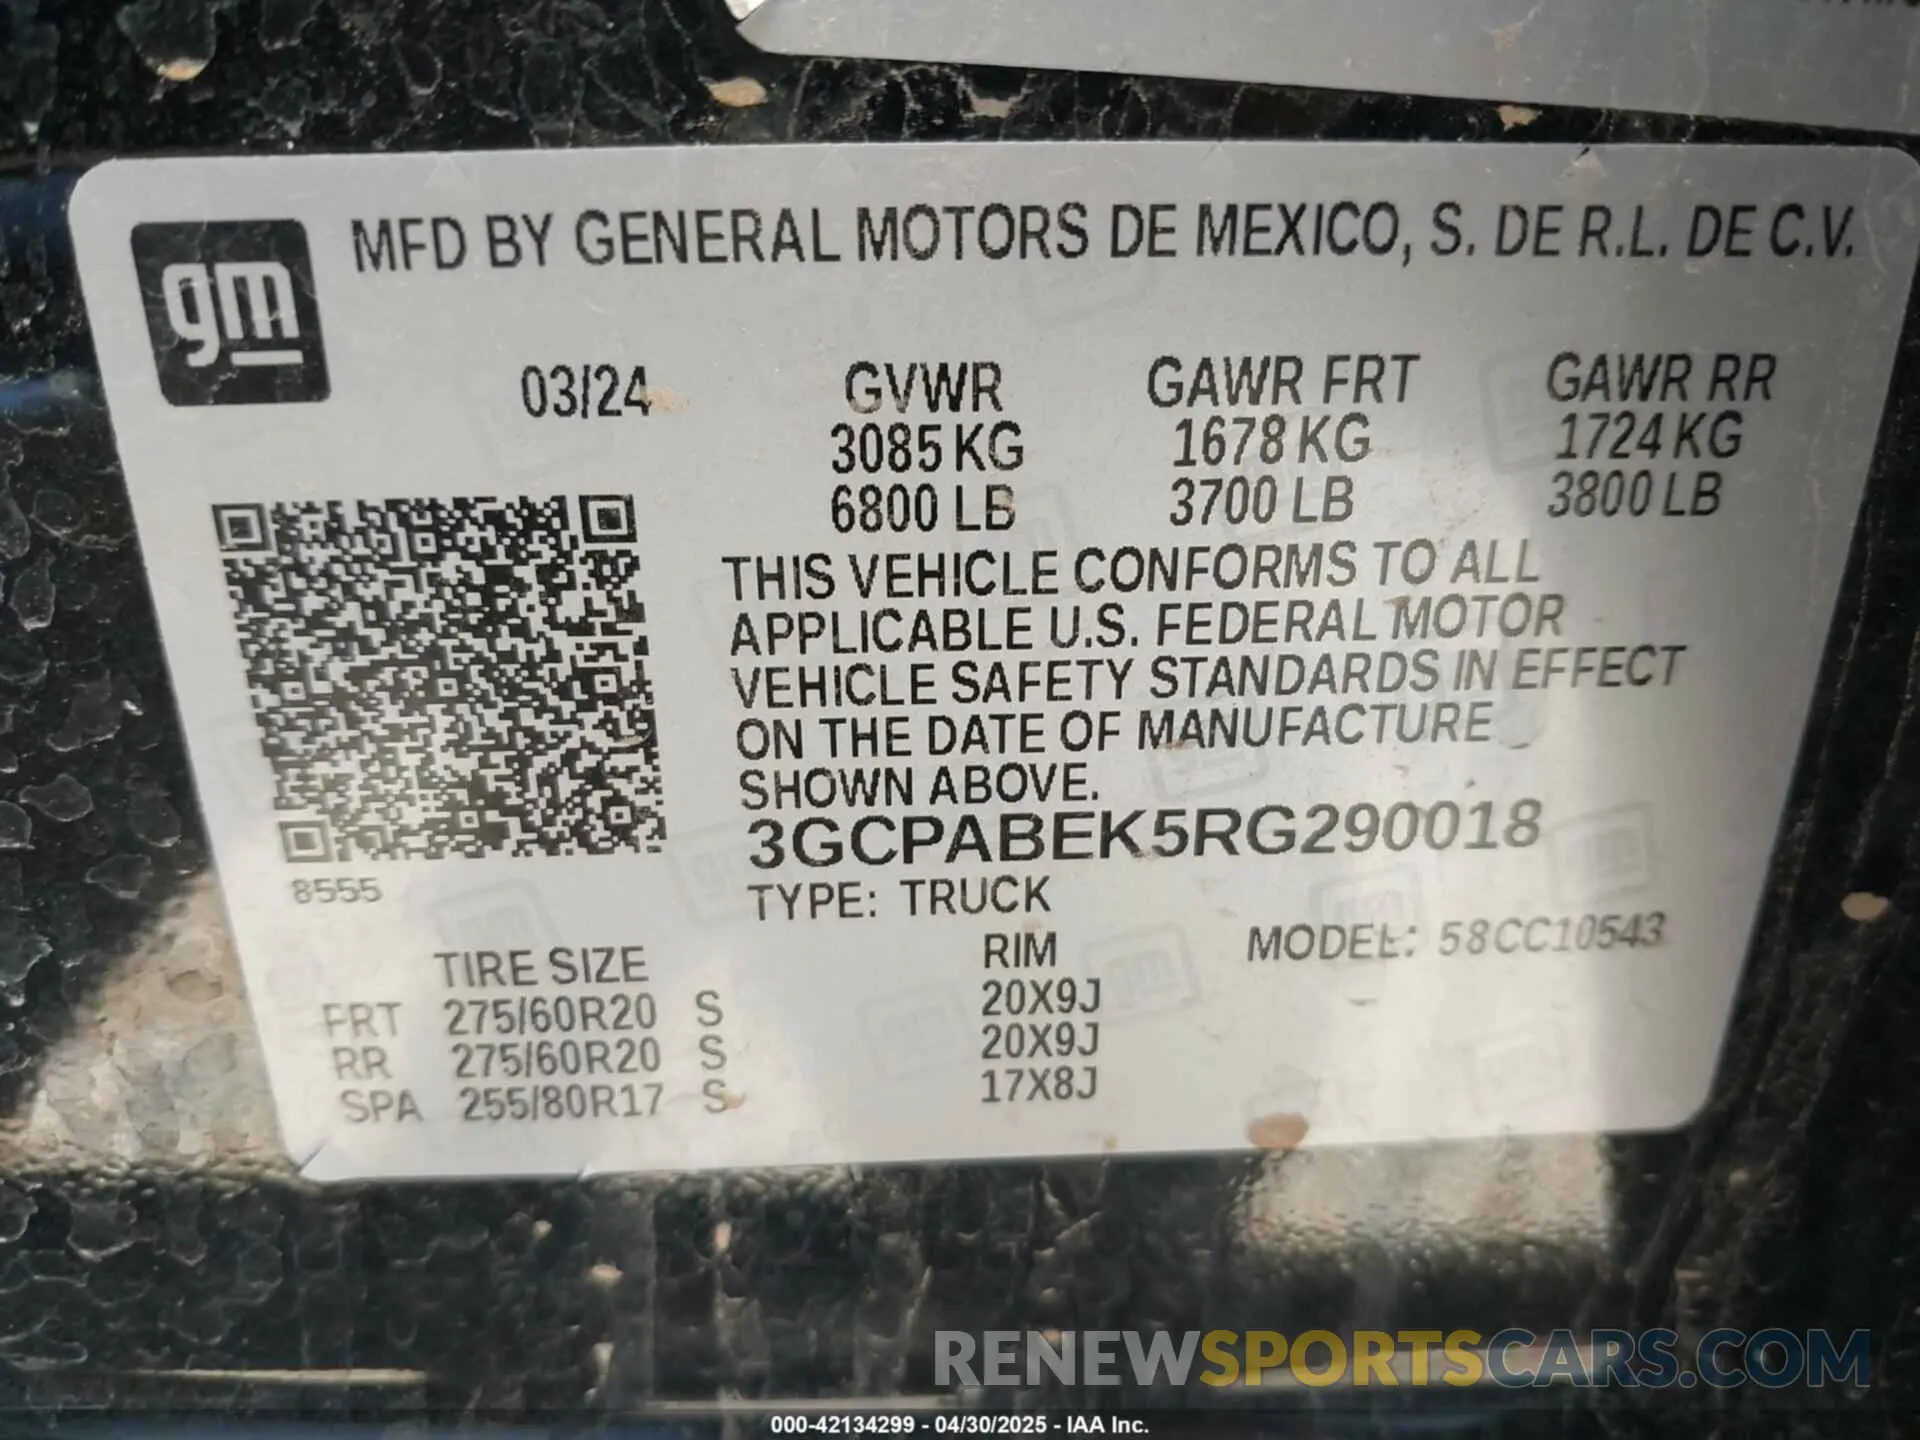 MFD BY GENERAL MOTORS DE MEXICO, S. DE R.L. DE C.V.
gm
03/24 GVWR GAWR FRT GAWR RR
3085 KG 1678 KG 1724 KG
6800 LB 3700 LB 3800 LB
THIS VEHICLE CONFORMS TO ALL
APPLICABLE U.S. FEDERAL MOTOR
VEHICLE SAFETY STANDARDS IN EFFECT
ON THE DATE OF MANUFACTURE
SHOWN ABOVE.
3GCPABEK5RG290018
8555
TYPE: TRUCK
TIRE SIZE RIM MODEL: 58CC10543
FRT 275/60R20 S 20X9J
RR 275/60R20 S 20X9J
SPA 255/80R17 S 17X8J
RENEWSPORTSCARS.COM
000-42134299 - 04/30/2025 - IAA Inc.